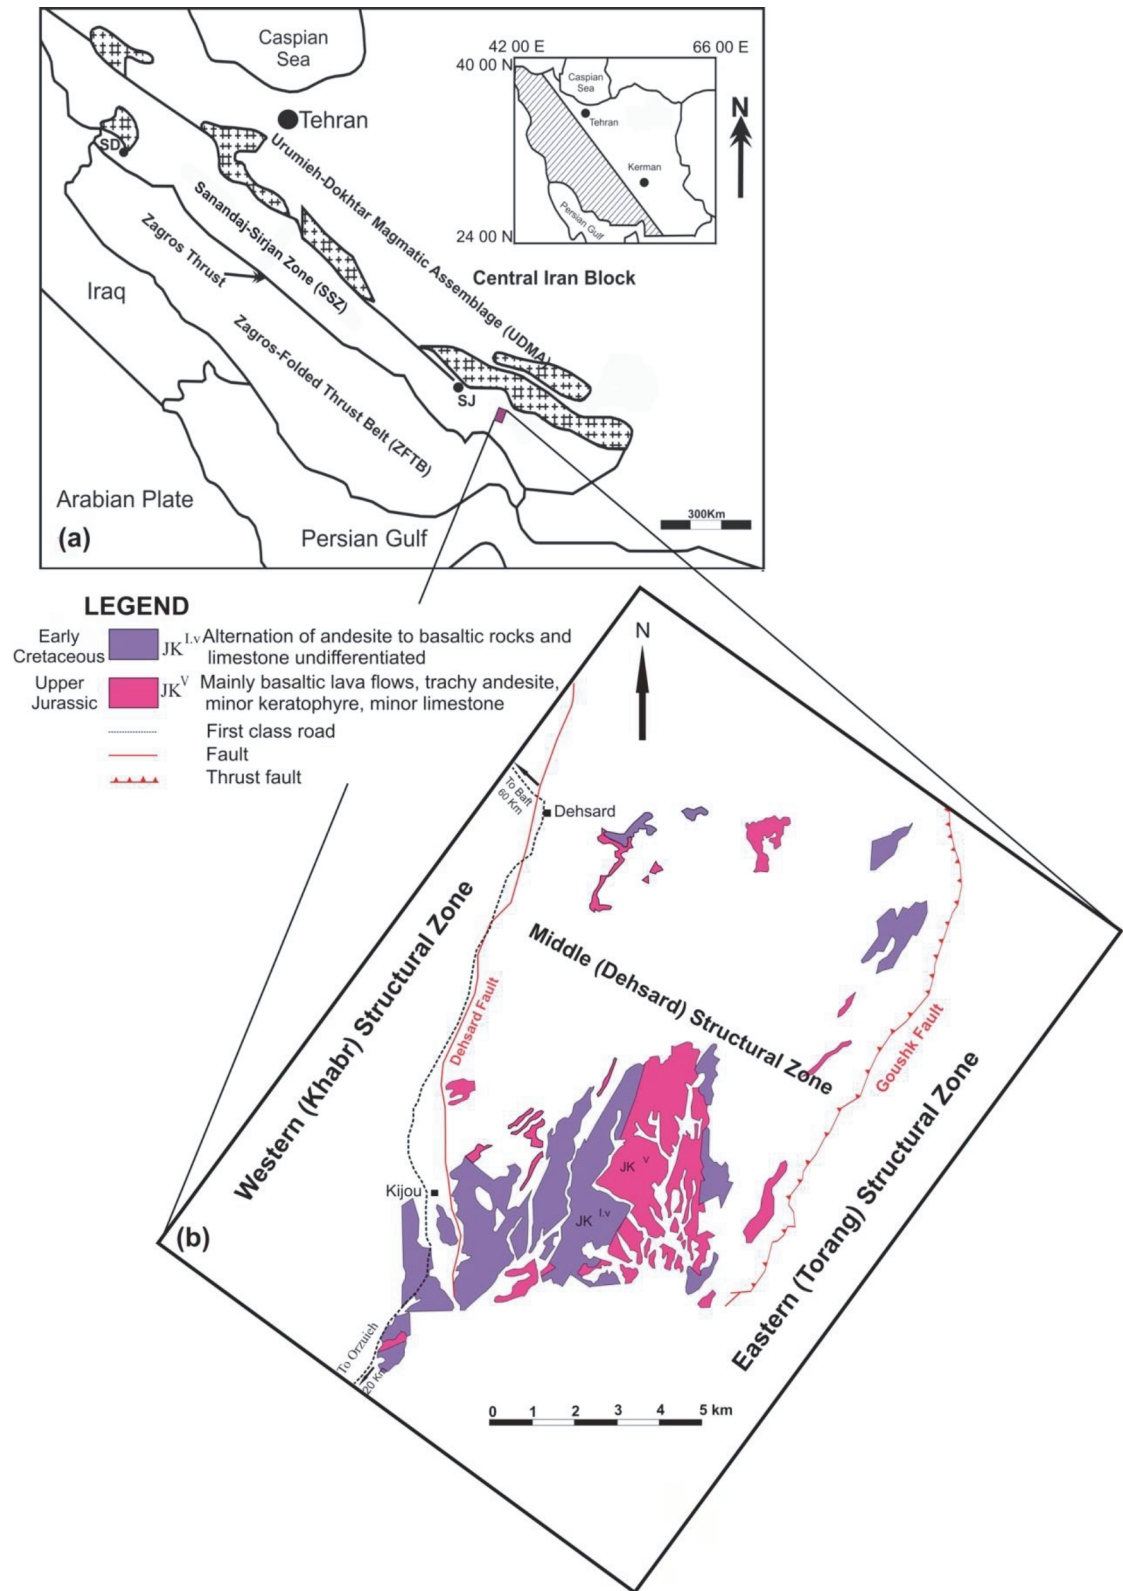 Caspian
Sea
Tehran
SD
Urumieh-Dokhtar Magmatic Assemblage (UDMA)
Sanandaj-Sirjan Zone (SSZ)
Zagros Thrust
Iraq
Zagros-Folded Thrust Belt (ZFTB)
Central Iran Block
SJ
Arabian Plate
Persian Gulf
(a)
300Km
42 00 E
66 00 E
40 00 N
24 00 N
Caspian
Sea
Tehran
Kerman
Persian Gulf
N
LEGEND
Early
Cretaceous
JK I.v Alternation of andesite to basaltic rocks and
limestone undifferentiated
Upper
Jurassic
JK V Mainly basaltic lava flows, trachy andesite,
minor keratophyre, minor limestone
First class road
Fault
Thrust fault
N
To Baft
60 Km
Dehsard
Western (Khabr) Structural Zone
Dehsard Fault
Middle (Dehsard) Structural Zone
Goushk Fault
Eastern (Torang) Structural Zone
Kijou
JK V
JK I.v
(b)
To Orzuich
20 Km
0 1 2 3 4 5 km